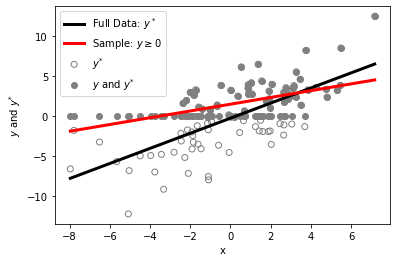 Full Data: y*
Sample: y ≥ 0
y*
y and y*
10
5
0
−5
−10
y and y*
−8 −6 −4 −2 0 2 4 6
x